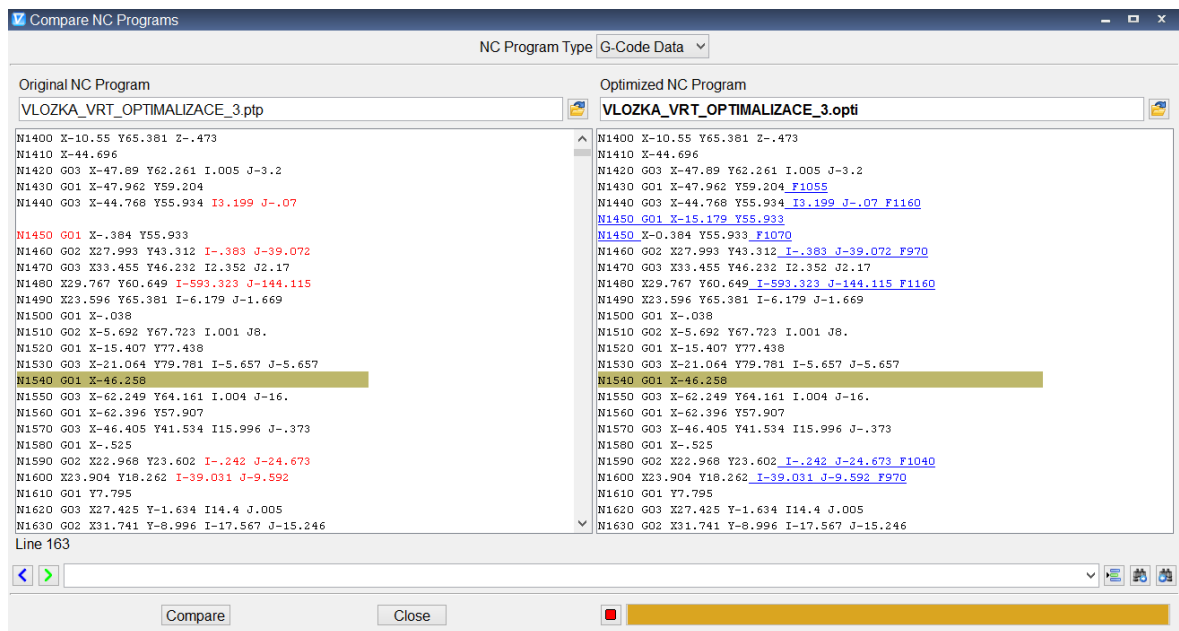 Compare NC Programs
NC Program Type G-Code Data
Original NC Program
VLOZKA_VRT_OPTIMALIZACE_3.ptp
N1400 X-10.55 Y65.381 Z-.473
N1410 X-44.696
N1420 G03 X-47.89 Y62.261 I.005 J-3.2
N1430 G01 X-47.962 Y59.204
N1440 G03 X-44.768 Y55.934 I3.199 J-.07
N1450 G01 X-.384 Y55.933
N1460 G02 X27.993 Y43.312 I-.383 J-39.072
N1470 G03 X33.455 Y46.232 I2.352 J2.17
N1480 X29.767 Y60.649 I-593.323 J-144.115
N1490 X23.596 Y65.381 I-6.179 J-1.669
N1500 G01 X-.038
N1510 G02 X-5.692 Y67.723 I.001 J8.
N1520 G01 X-15.407 Y77.438
N1530 G03 X-21.064 Y79.781 I-5.657 J-5.657
N1540 G01 X-46.258
N1550 G03 X-62.249 Y64.161 I.004 J-16.
N1560 G01 X-62.396 Y57.907
N1570 G03 X-46.405 Y41.534 I15.996 J-.373
N1580 G01 X-.525
N1590 G02 X22.968 Y23.602 I-.242 J-24.673
N1600 X23.904 Y18.262 I-39.031 J-9.592
N1610 G01 Y7.795
N1620 G03 X27.425 Y-1.634 I14.4 J.005
N1630 G02 X31.741 Y-8.996 I-17.567 J-15.246
Optimized NC Program
VLOZKA_VRT_OPTIMALIZACE_3.opti
N1400 X-10.55 Y65.381 Z-.473
N1410 X-44.696
N1420 G03 X-47.89 Y62.261 I.005 J-3.2
N1430 G01 X-47.962 Y59.204 F1055
N1440 G03 X-44.768 Y55.934 I3.199 J-.07 F1160
N1450 G01 X-15.179 Y55.933
N1450 X-0.384 Y55.933 F1070
N1460 G02 X27.993 Y43.312 I-.383 J-39.072 F970
N1470 G03 X33.455 Y46.232 I2.352 J2.17
N1480 X29.767 Y60.649 I-593.323 J-144.115 F1160
N1490 X23.596 Y65.381 I-6.179 J-1.669
N1500 G01 X-.038
N1510 G02 X-5.692 Y67.723 I.001 J8.
N1520 G01 X-15.407 Y77.438
N1530 G03 X-21.064 Y79.781 I-5.657 J-5.657
N1540 G01 X-46.258
N1550 G03 X-62.249 Y64.161 I.004 J-16.
N1560 G01 X-62.396 Y57.907
N1570 G03 X-46.405 Y41.534 I15.996 J-.373
N1580 G01 X-.525
N1590 G02 X22.968 Y23.602 I-.242 J-24.673 F1040
N1600 X23.904 Y18.262 I-39.031 J-9.592 F970
N1610 G01 Y7.795
N1620 G03 X27.425 Y-1.634 I14.4 J.005
N1630 G02 X31.741 Y-8.996 I-17.567 J-15.246
Line 163
Compare
Close